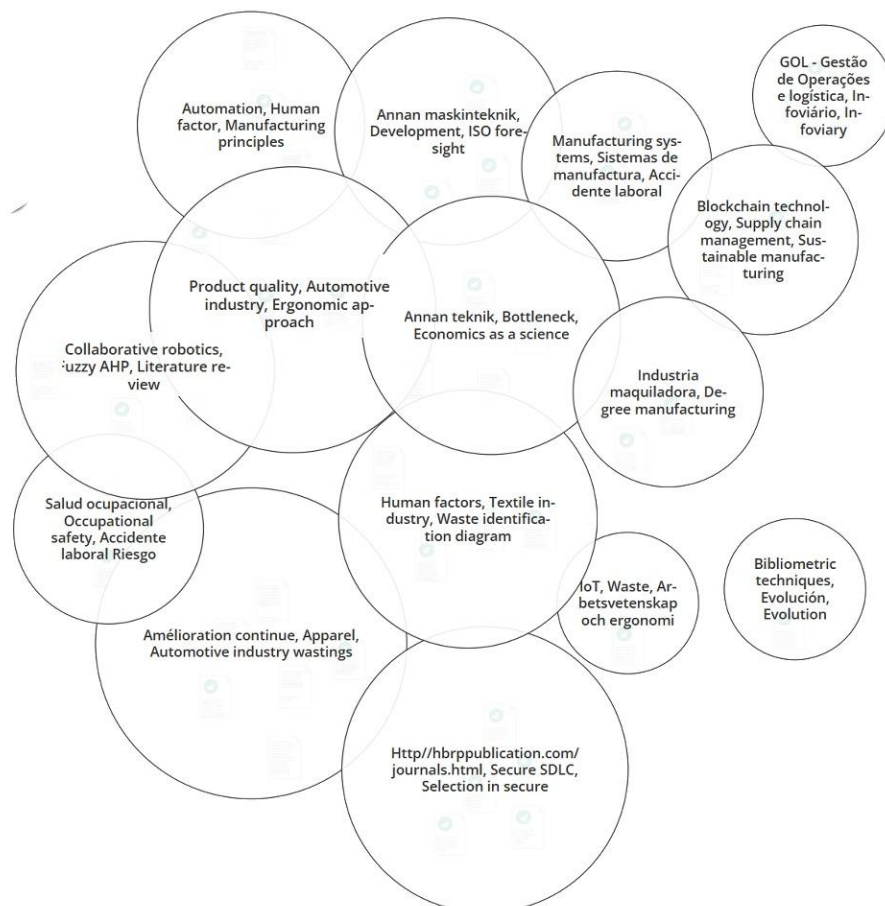 GOL - Gestão
de Operações
e logística, In-
foviário, In-
foviary
Automation, Human
factor, Manufacturing
principles
Annan maskinteknik,
Development, ISO fore-
sight
Manufacturing sys-
tems, Sistemas de
manufactura, Acci-
dente laboral
Blockchain technol-
ogy, Supply chain
management, Sus-
tainable manufac-
turing
Product quality, Automotive
industry, Ergonomic ap-
proach
Annan teknik, Bottleneck,
Economics as a science,
Collaborative robotics,
Fuzzy AHP, Literature re-
view
Industria
maquiladora, De-
gree manufacturing
Salud ocupacional,
Occupational
safety, Accidente
laboral Riesgo
Human factors, Textile in-
dustry, Waste identifica-
tion diagram
IoT, Waste, Ar-
betsvetenskap
och ergonomi
Bibliometric
techniques,
Evolución,
Evolution
Amélioration continue, Apparel,
Automotive industry wastings
Http//hbrppublication.com/
journals.html, Secure SDLC,
Selection in secure